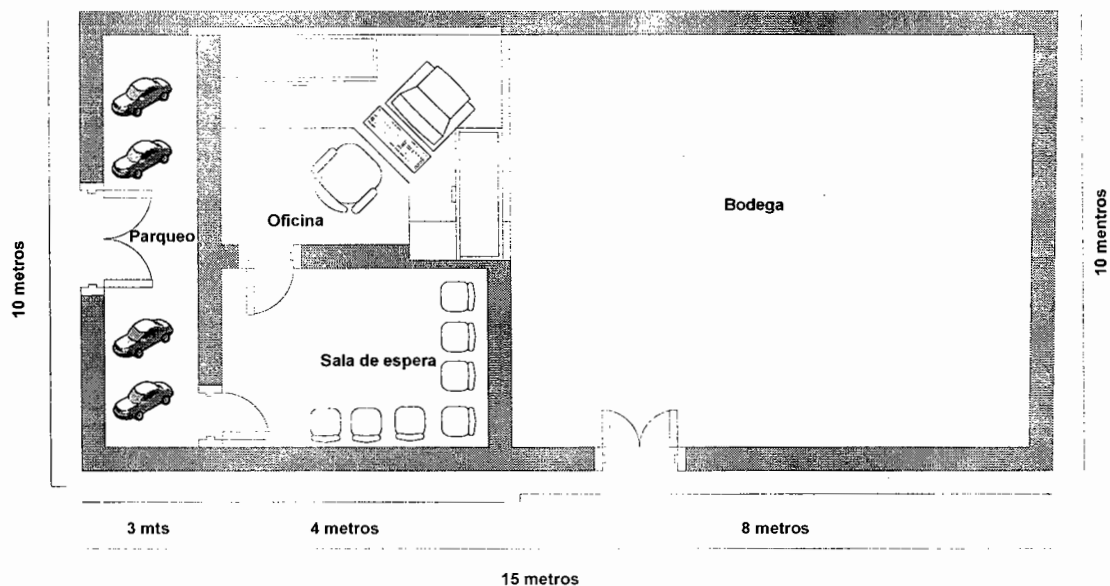 Bodega
Oficina
Parqueo
10 metros
10 mentros
Sala de espera
3 mts
4 metros
8 metros
15 metros